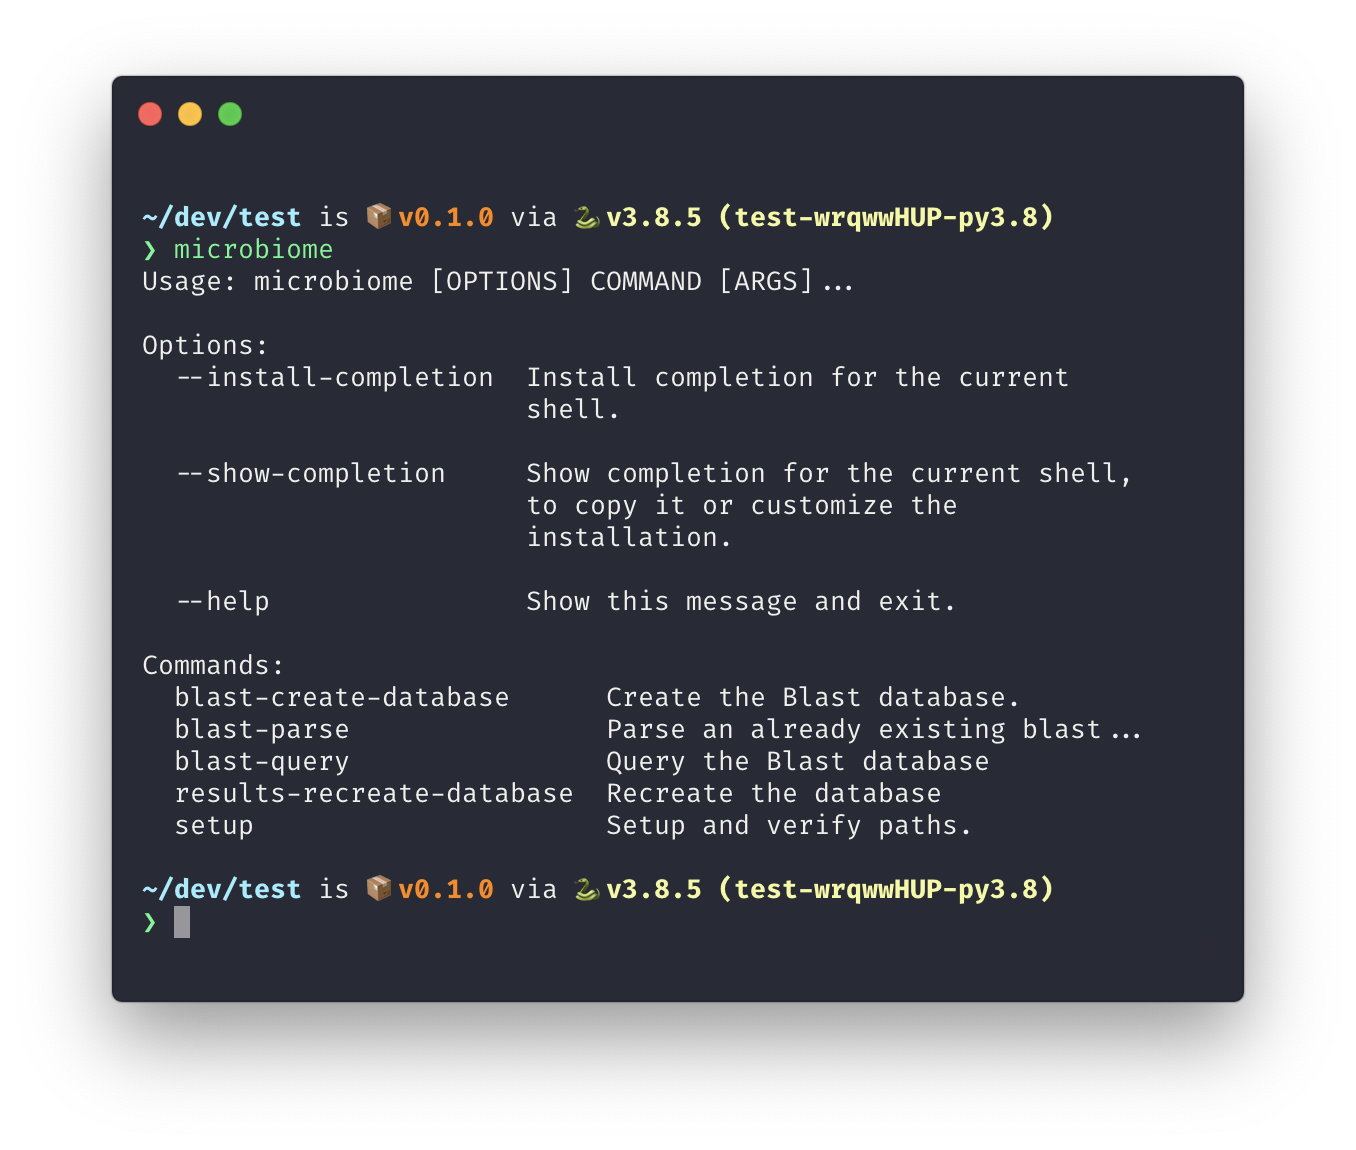 ~/dev/test is 📦 v0.1.0 via 🐍 v3.8.5 (test-wrqwwHUP-py3.8)
❯ microbiome
Usage: microbiome [OPTIONS] COMMAND [ARGS]...
Options:
--install-completion Install completion for the current
shell.
--show-completion Show completion for the current shell,
to copy it or customize the
installation.
--help Show this message and exit.
Commands:
blast-create-database Create the Blast database.
blast-parse Parse an already existing blast...
blast-query Query the Blast database
results-recreate-database Recreate the database
setup Setup and verify paths.
~/dev/test is 📦 v0.1.0 via 🐍 v3.8.5 (test-wrqwwHUP-py3.8)
❯